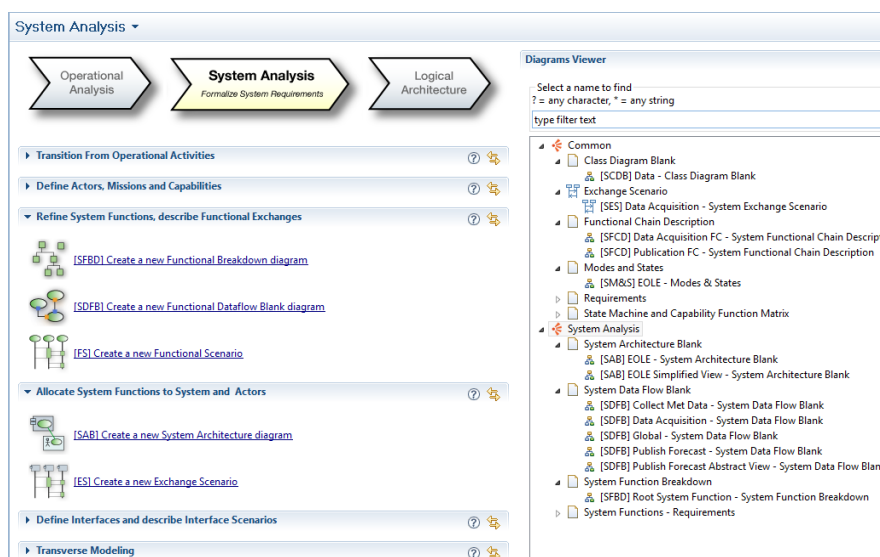 System Analysis
Operational
Analysis
System Analysis
Formalize System Requirements
Logical
Architecture
Transition From Operational Activities
Define Actors, Missions and Capabilities
Refine System Functions, describe Functional Exchanges
[SFBD] Create a new Functional Breakdown diagram
[SDFB] Create a new Functional Dataflow Blank diagram
[FS] Create a new Functional Scenario
Allocate System Functions to System and Actors
[SAB] Create a new System Architecture diagram
[ES] Create a new Exchange Scenario
Define Interfaces and describe Interface Scenarios
Transverse Modeling
Diagrams Viewer
Select a name to find
? = any character, * = any string
type filter text
Common
Class Diagram Blank
[SCDB] Data - Class Diagram Blank
Exchange Scenario
[SES] Data Acquisition - System Exchange Scenario
Functional Chain Description
[SFCD] Data Acquisition FC - System Functional Chain Descript
[SFCD] Publication FC - System Functional Chain Description
Modes and States
[SM&S] EOLE - Modes & States
Requirements
State Machine and Capability Function Matrix
System Analysis
System Architecture Blank
[SAB] EOLE - System Architecture Blank
[SAB] EOLE Simplified View - System Architecture Blank
System Data Flow Blank
[SDFB] Collect Met Data - System Data Flow Blank
[SDFB] Data Acquisition - System Data Flow Blank
[SDFB] Global - System Data Flow Blank
[SDFB] Publish Forecast - System Data Flow Blank
[SDFB] Publish Forecast Abstract View - System Data Flow Blan
System Function Breakdown
[SFBD] Root System Function - System Function Breakdown
System Functions - Requirements